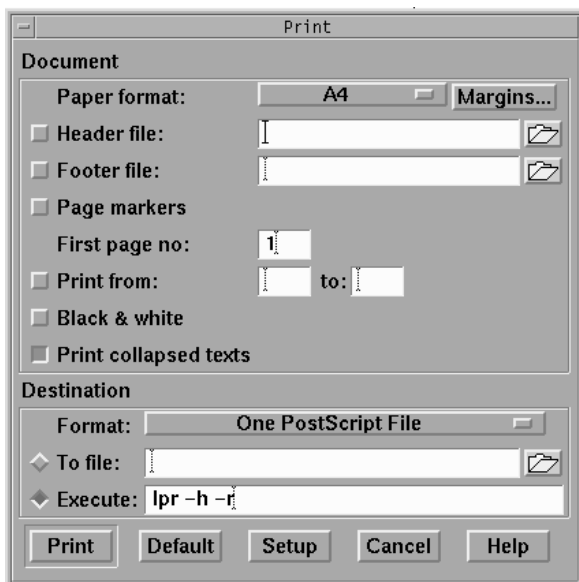 Print
Document
Paper format: A4 Margins...
Header file:
Footer file:
Page markers
First page no: 1
Print from: to:
Black & white
Print collapsed texts
Destination
Format: One PostScript File
To file:
Execute: lpr –h –r
Print Default Setup Cancel Help